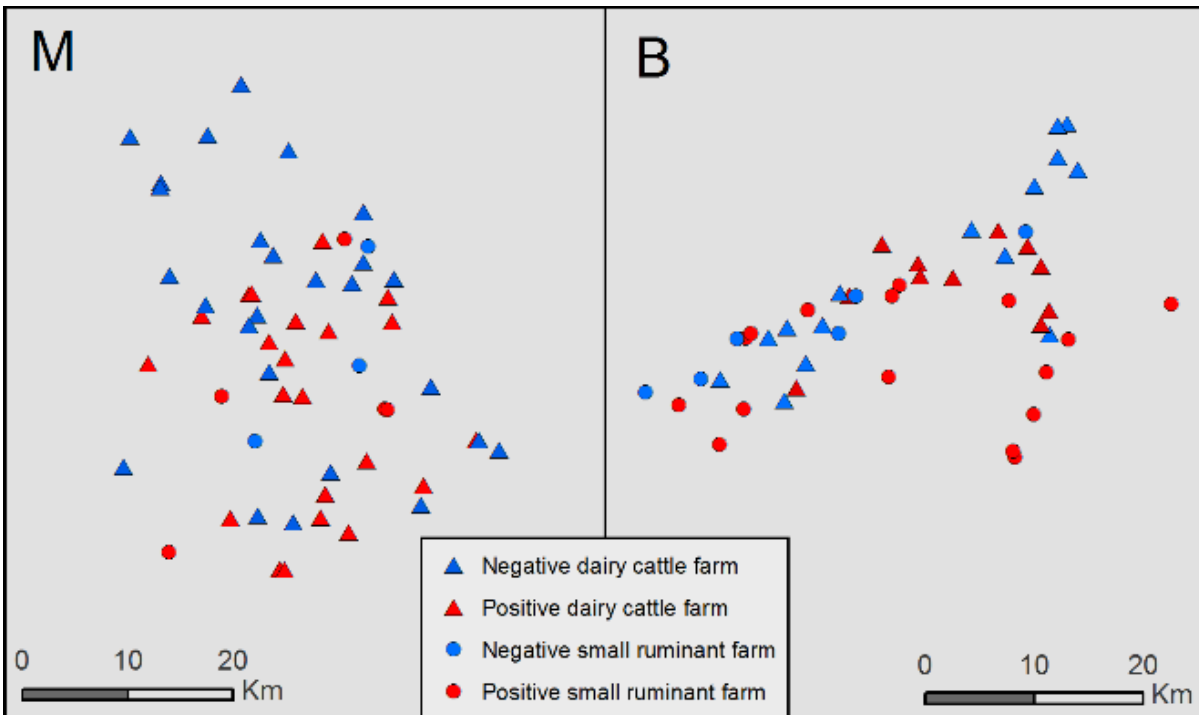 M
B
Negative dairy cattle farm
Positive dairy cattle farm
Negative small ruminant farm
Positive small ruminant farm
0 10 20
Km
0 10 20
Km